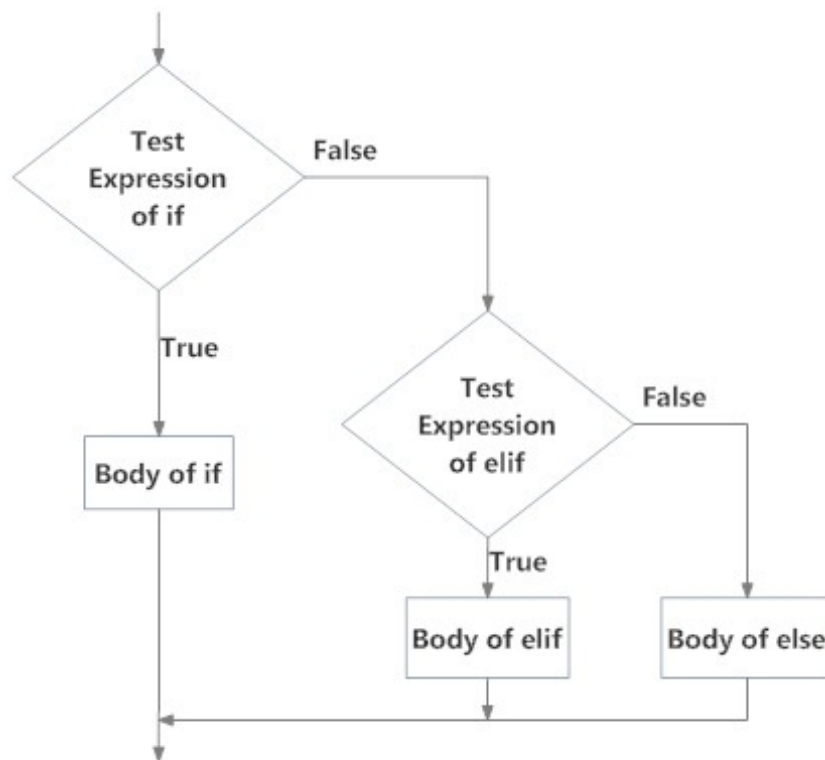 Test
Expression
of if
False
True
Body of if
Test
Expression
of elif
False
True
Body of elif
Body of else